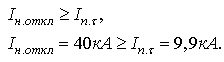 Iн.откл ≥ Iп.τ,
Iн.откл = 40кА ≥ Iп.τ = 9,9кА.